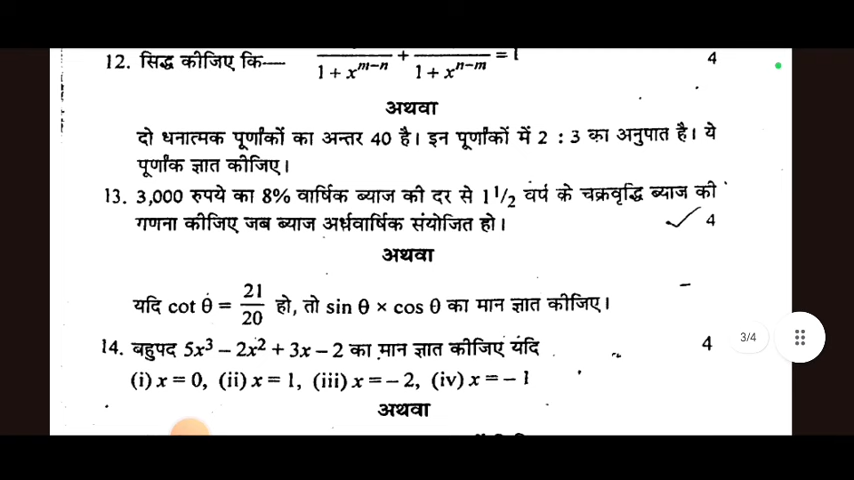 12. सिद्ध कीजिए कि— 1 + x^(m–n) + 1 + x^(n–m) = 1 4
अथवा
दो धनात्मक पूर्णांकों का अन्तर 40 है। इन पूर्णांकों में 2 : 3 का अनुपात है। ये
पूर्णांक ज्ञात कीजिए।
13. 3,000 रुपये का 8% वार्षिक ब्याज की दर से 1 1/2 वर्ष के चक्रवृद्धि ब्याज की
गणना कीजिए जब ब्याज अर्धवार्षिक संयोजित हो। 4
अथवा
यदि cot θ = 21/20 हो, तो sin θ × cos θ का मान ज्ञात कीजिए।
14. बहुपद 5x³ – 2x² + 3x – 2 का मान ज्ञात कीजिए यदि 4
(i) x = 0, (ii) x = 1, (iii) x = – 2, (iv) x = – 1
अथवा
3/4